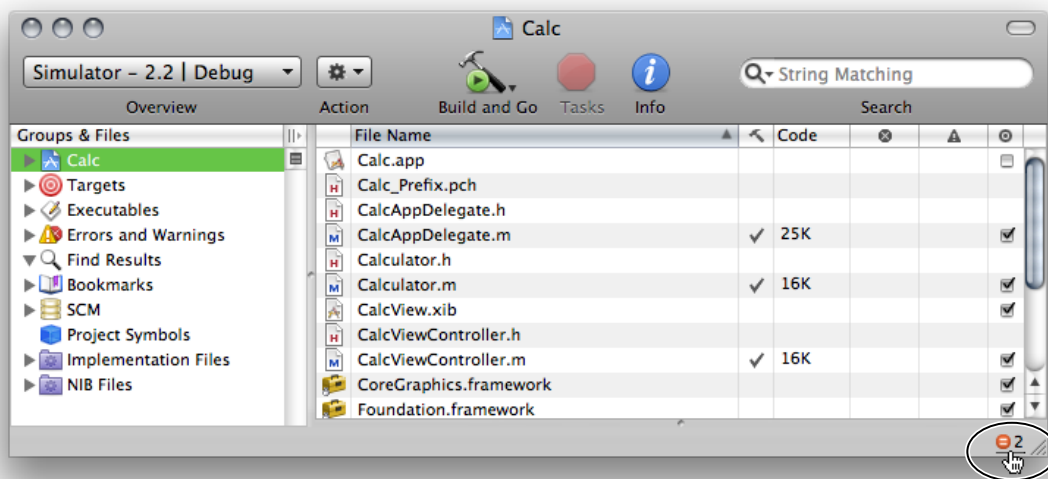 Calc
Simulator – 2.2 | Debug
String Matching
Overview
Action
Build and Go
Tasks
Info
Search
Groups & Files
File Name
Code
Calc
Targets
Executables
Errors and Warnings
Find Results
Bookmarks
SCM
Project Symbols
Implementation Files
NIB Files
Calc.app
Calc_Prefix.pch
CalcAppDelegate.h
CalcAppDelegate.m 25K
Calculator.h
Calculator.m 16K
CalcView.xib
CalcViewController.h
CalcViewController.m 16K
CoreGraphics.framework
Foundation.framework
2